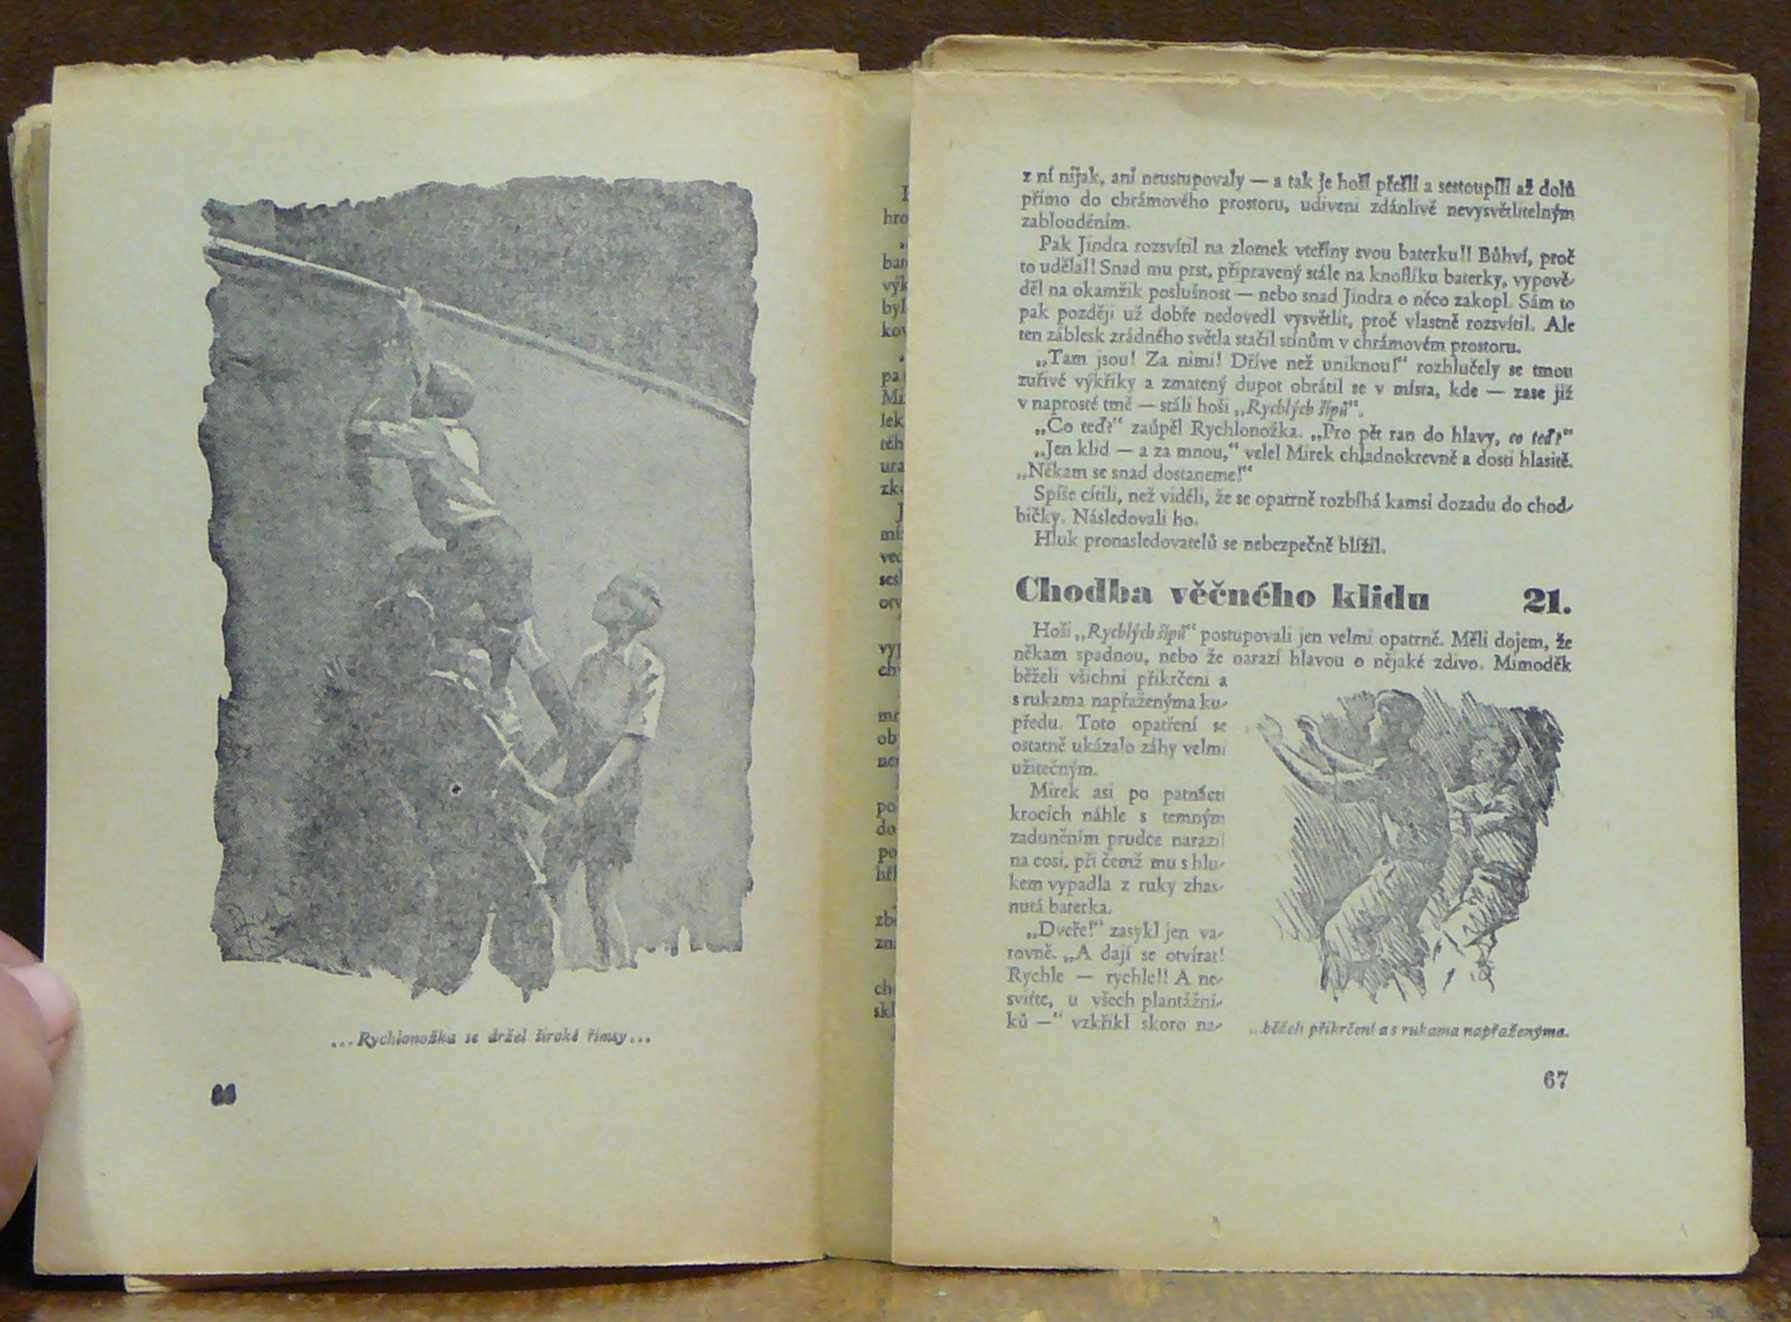 ...Rychlonožka se držel široké římsy...
66
hro
výk
kov
lek
těh
ura
z ní nijak, ani neustupovaly — a tak je hoši přešli a sestoupili až dolů
přímo do chrámového prostoru, udiveni zdánlivě nevysvětlitelným
zablouděním.
Pak Jindra rozsvítil na zlomek vteřiny svou baterku!! Bůhví, proč
to udělal! Snad mu prst, připravený stále na knoflíku baterky, vypově-
děl na okamžik poslušnost — nebo snad Jindra o něco zakopl. Sám to
pak později už dobře nedovedl vysvětlit, proč vlastně rozsvítil. Ale
ten záblesk zrádného světla stačil stínům v chrámovém prostoru.
„Tam jsou! Za nimi! Dříve než uniknou!“ rozhlučely se tmou
zuřivé výkřiky a zmatený dupot obrátil se v místa, kde — zase již
v naprosté tmě — stáli hoši „Rychlých šípů“.
„Co teď?“ zaúpěl Rychlonožka. „Pro pět ran do hlavy, co teď?“
„Jen klid — a za mnou,“ velel Mirek chladnokrevně a dosti hlasitě.
„Někam se snad dostaneme!“
Spíše cítili, než viděli, že se opatrně rozbíhá kamsi dozadu do chod-
bičky. Následovali ho.
Hluk pronásledovatelů se nebezpečně blížil.
Chodba věčného klidu 21.
Hoši „Rychlých šípů“ postupovali jen velmi opatrně. Měli dojem, že
někam spadnou, nebo že narazí hlavou o nějaké zdivo. Mimoděk
běželi všichni přikrčeni a
s rukama napřaženýma ku-
předu. Toto opatření se
ostatně ukázalo záhy velmi
užitečným.
Mirek asi po patnácti
krocích náhle s temným
zaduněním prudce narazil
na cosi, při čemž mu s hlu-
kem vypadla z ruky zhas-
nutá baterka.
„Dveře!“ zasykl jen va-
rovně. „A dají se otvírat!
Rychle — rychle!! A ne-
sviťte, u všech plantážní-
ků —“ vzkřikl skoro na-
...běželi přikrčeni a s rukama napřaženýma.
67